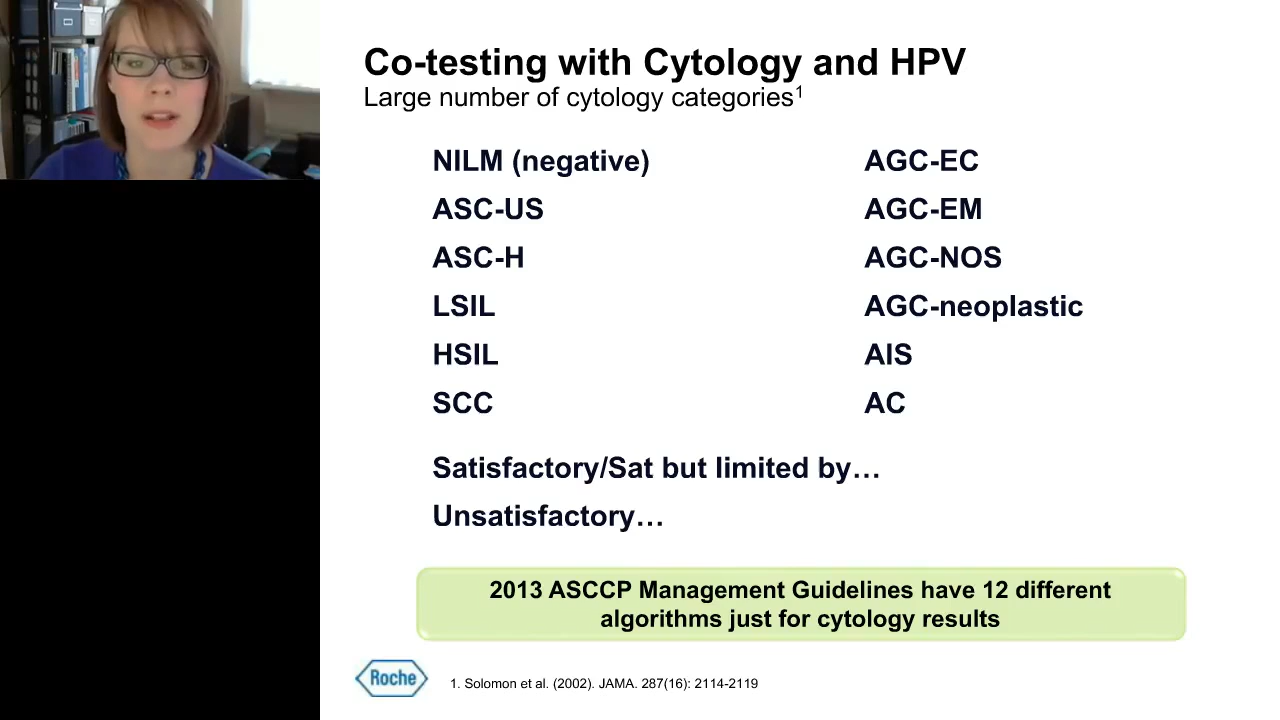 Co-testing with Cytology and HPV
Large number of cytology categories1
NILM (negative)
ASC-US
ASC-H
LSIL
HSIL
SCC
AGC-EC
AGC-EM
AGC-NOS
AGC-neoplastic
AIS
AC
Satisfactory/Sat but limited by…
Unsatisfactory…
2013 ASCCP Management Guidelines have 12 different
algorithms just for cytology results
Roche
1. Solomon et al. (2002). JAMA. 287(16): 2114-2119